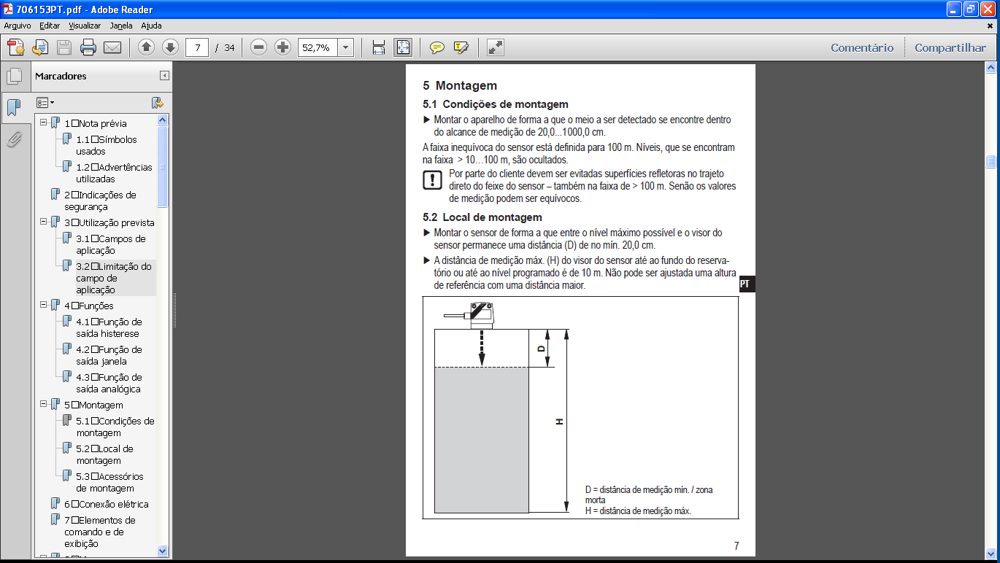 706153PT.pdf - Adobe Reader
Arquivo Editar Visualizar Janela Ajuda
7 / 34 52,7% Comentário Compartilhar
Marcadores
1□Nota prévia
1.1□Símbolos
usados
1.2□Advertências
utilizadas
2□Indicações de
segurança
3□Utilização prevista
3.1□Campos de
aplicação
3.2□Limitação do
campo de
aplicação
4□Funções
4.1□Função de
saída histerese
4.2□Função de
saída janela
4.3□Função de
saída analógica
5□Montagem
5.1□Condições de
montagem
5.2□Local de
montagem
5.3□Acessórios
de montagem
6□Conexão elétrica
7□Elementos de
comando e de
exibição
5 Montagem
5.1 Condições de montagem
▶ Montar o aparelho de forma a que o meio a ser detectado se encontre dentro
do alcance de medição de 20,0...1000,0 cm.
A faixa inequívoca do sensor está definida para 100 m. Níveis, que se encontram
na faixa > 10…100 m, são ocultados.
Por parte do cliente devem ser evitadas superfícies refletoras no trajeto
direto do feixe do sensor – também na faixa de > 100 m. Senão os valores
de medição podem ser equívocos.
5.2 Local de montagem
▶ Montar o sensor de forma a que entre o nível máximo possível e o visor do
sensor permanece uma distância (D) de no mín. 20,0 cm.
▶ A distância de medição máx. (H) do visor do sensor até ao fundo do reserva-
tório ou até ao nível programado é de 10 m. Não pode ser ajustada uma altura
de referência com uma distância maior.
PT
D
H
D = distância de medição mín. / zona
morta
H = distância de medição máx.
7